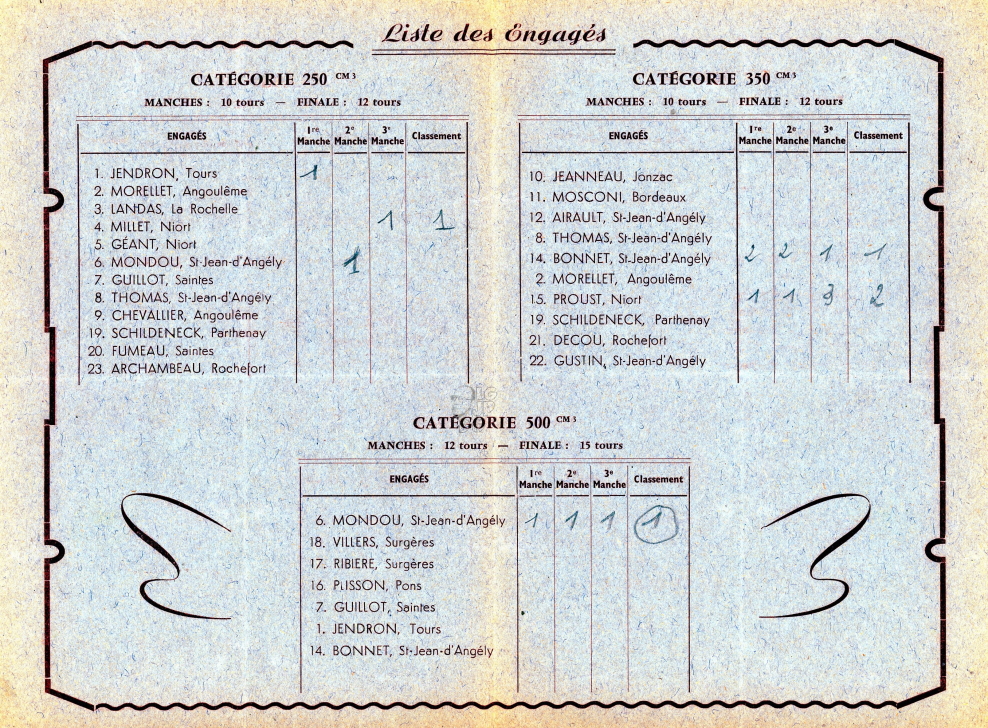 Liste des Engagés
CATÉGORIE 250 CM3
MANCHES : 10 tours — FINALE : 12 tours
ENGAGÉS 1re Manche 2e Manche 3e Manche Classement
1. JENDRON, Tours 1
2. MORELLET, Angoulême
3. LANDAS, La Rochelle
4. MILLET, Niort 1 1
5. GÉANT, Niort
6. MONDOU, St-Jean-d'Angély 1
7. GUILLOT, Saintes
8. THOMAS, St-Jean-d'Angély
9. CHEVALLIER, Angoulême
19. SCHILDENECK, Parthenay
20. FUMEAU, Saintes
23. ARCHAMBEAU, Rochefort
CATÉGORIE 350 CM3
MANCHES : 10 tours — FINALE : 12 tours
ENGAGÉS 1re Manche 2e Manche 3e Manche Classement
10. JEANNEAU, Jonzac
11. MOSCONI, Bordeaux
12. AIRAULT, St-Jean-d'Angély
8. THOMAS, St-Jean-d'Angély
14. BONNET, St-Jean-d'Angély 2 2 1 1
2. MORELLET, Angoulême
15. PROUST, Niort 1 1 3 2
19. SCHILDENECK, Parthenay
21. DECOU, Rochefort
22. GUSTIN, St-Jean-d'Angély
CATÉGORIE 500 CM3
MANCHES : 12 tours — FINALE : 15 tours
ENGAGÉS 1re Manche 2e Manche 3e Manche Classement
6. MONDOU, St-Jean-d'Angély 1 1 1 1
18. VILLERS, Surgères
17. RIBIERE, Surgères
16. PLISSON, Pons
7. GUILLOT, Saintes
1. JENDRON, Tours
14. BONNET, St-Jean-d'Angély